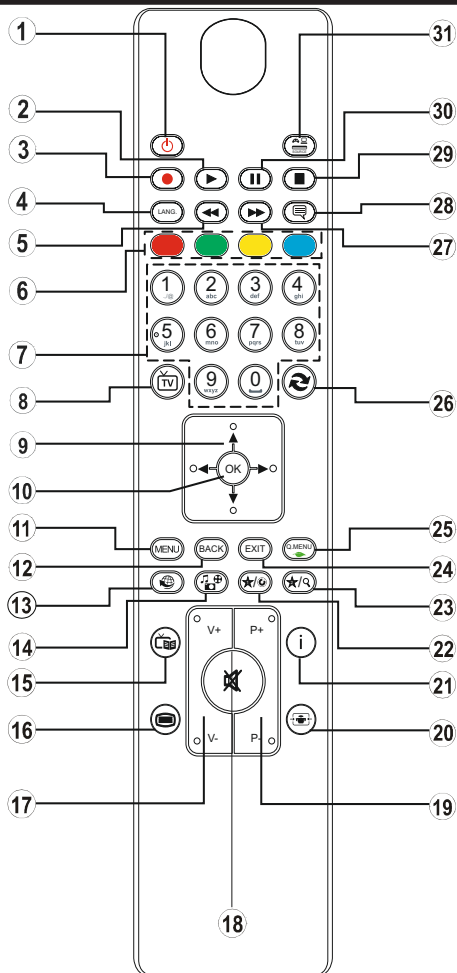 1
31
2
30
3
29
LANG.
4
28
5
27
6
1 ../@
2 abc
3 def
4 ghi
5 jkl
6 mno
7 pqrs
8 tuv
7
TV
9 wxyz
0
8
26
9
OK
10
11
MENU
BACK
EXIT
Q.MENU
25
12
24
13
23
14
22
V+
P+
i
15
21
16
20
V-
P-
17
19
18